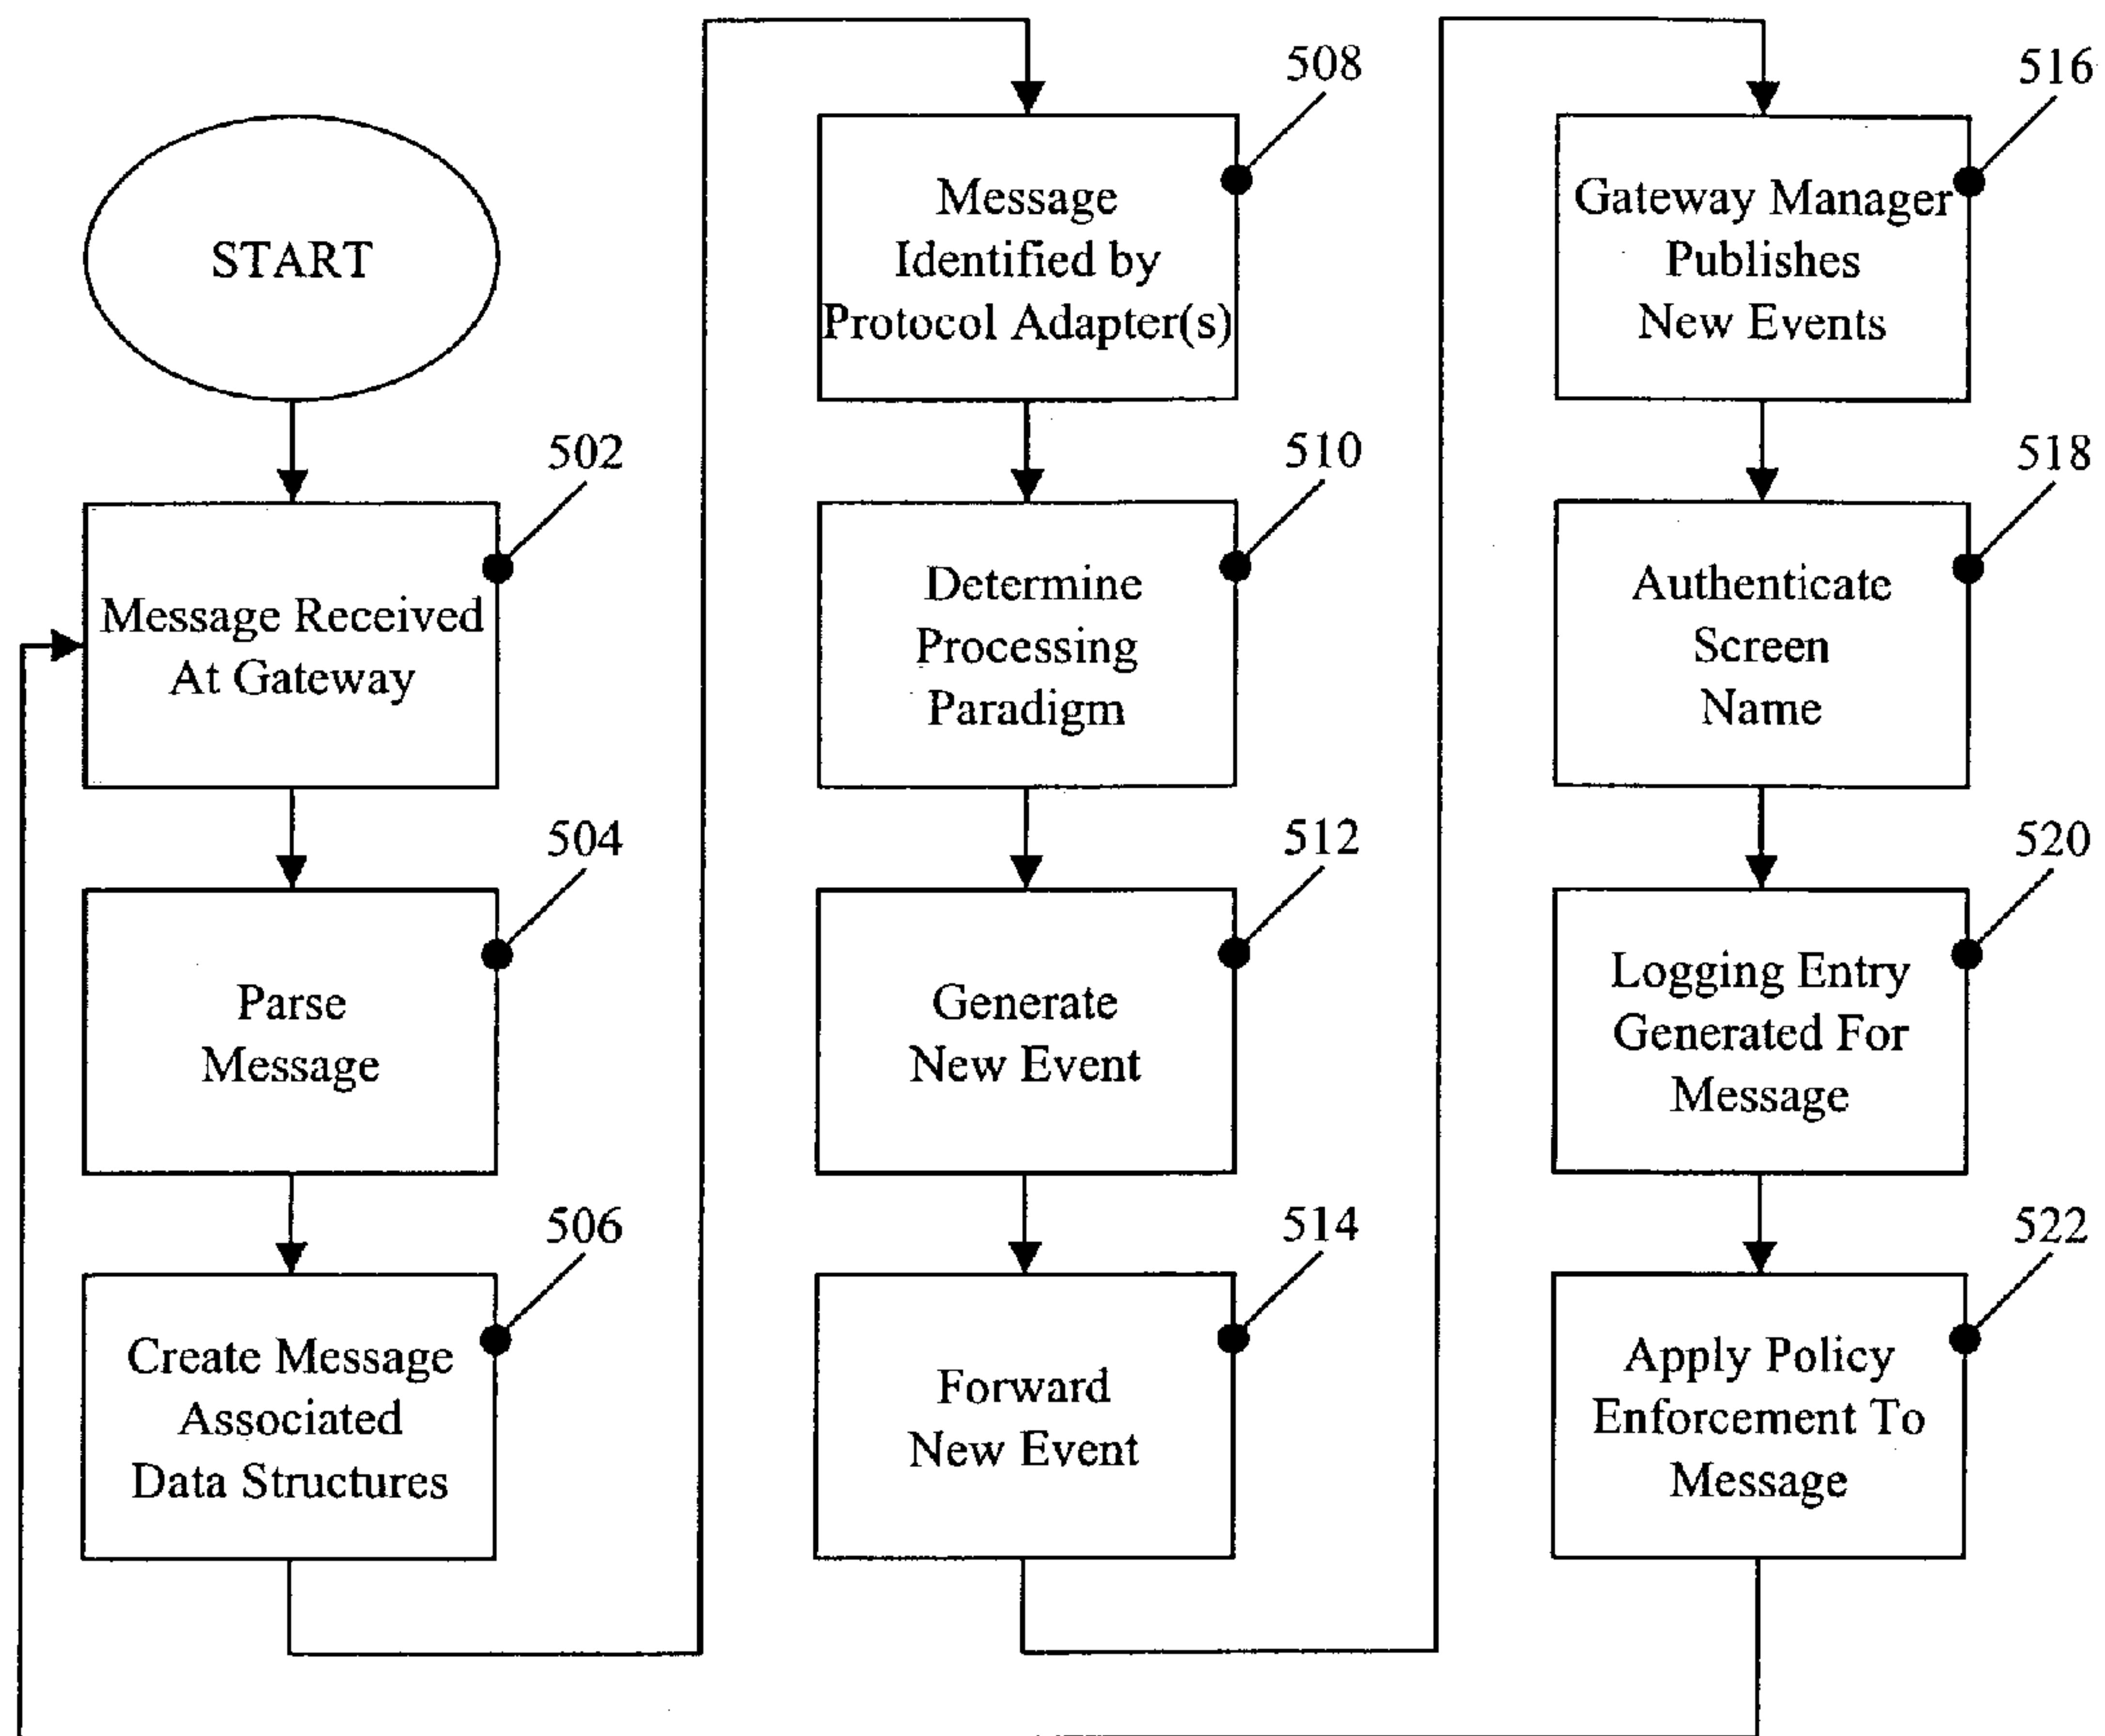 START
502
Message Received
At Gateway
504
Parse
Message
506
Create Message
Associated
Data Structures
508
Message
Identified by
Protocol Adapter(s)
510
Determine
Processing
Paradigm
512
Generate
New Event
514
Forward
New Event
516
Gateway Manager
Publishes
New Events
518
Authenticate
Screen
Name
520
Logging Entry
Generated For
Message
522
Apply Policy
Enforcement To
Message